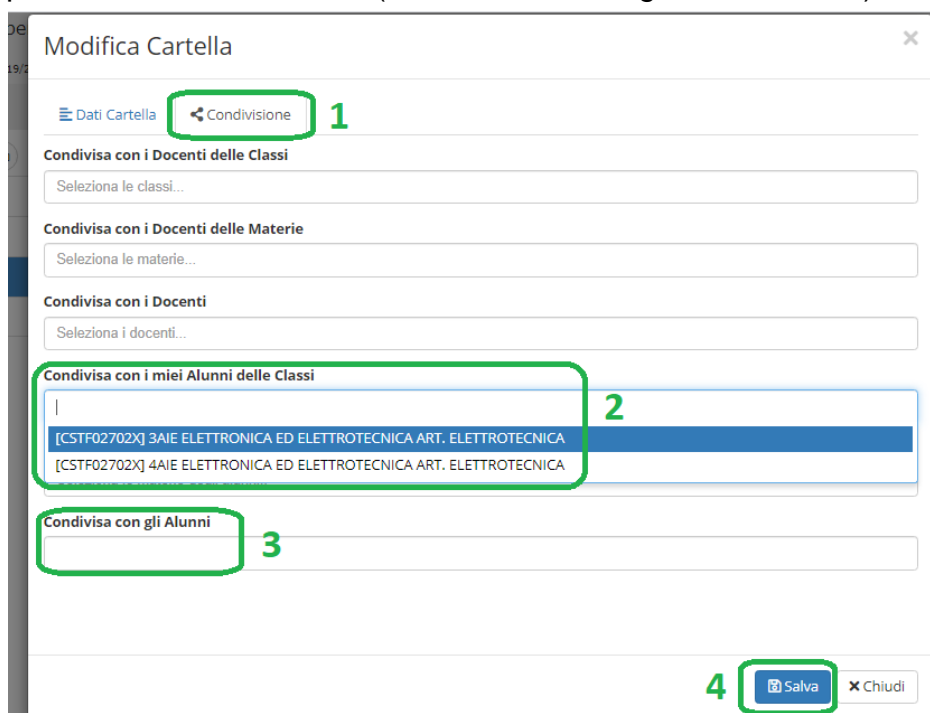 Modifica Cartella
×
Dati Cartella
Condivisione
1
Condivisa con i Docenti delle Classi
Seleziona le classi...
Condivisa con i Docenti delle Materie
Seleziona le materie...
Condivisa con i Docenti
Seleziona i docenti...
Condivisa con i miei Alunni delle Classi
2
[CSTF02702X] 3AIE ELETTRONICA ED ELETTROTECNICA ART. ELETTROTECNICA
[CSTF02702X] 4AIE ELETTRONICA ED ELETTROTECNICA ART. ELETTROTECNICA
Condivisa con gli Alunni
3
4
Salva
Chiudi